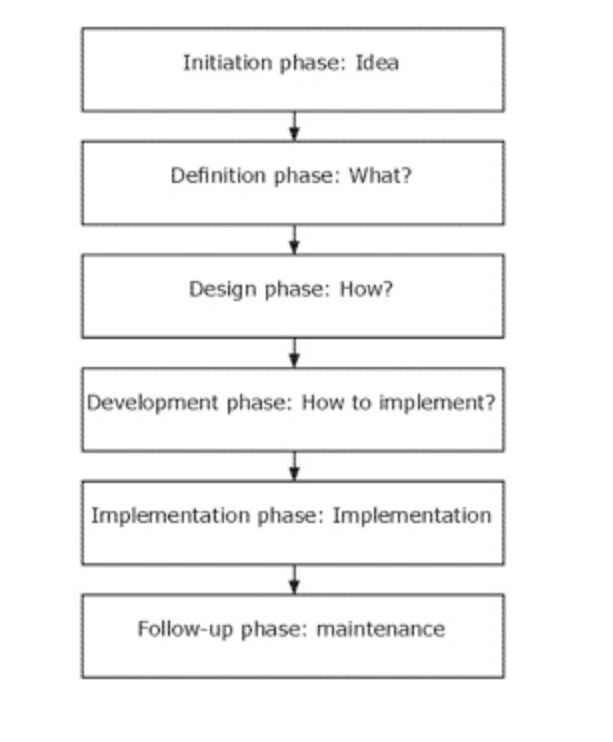 Initiation phase: Idea
Definition phase: What?
Design phase: How?
Development phase: How to implement?
Implementation phase: Implementation
Follow-up phase: maintenance